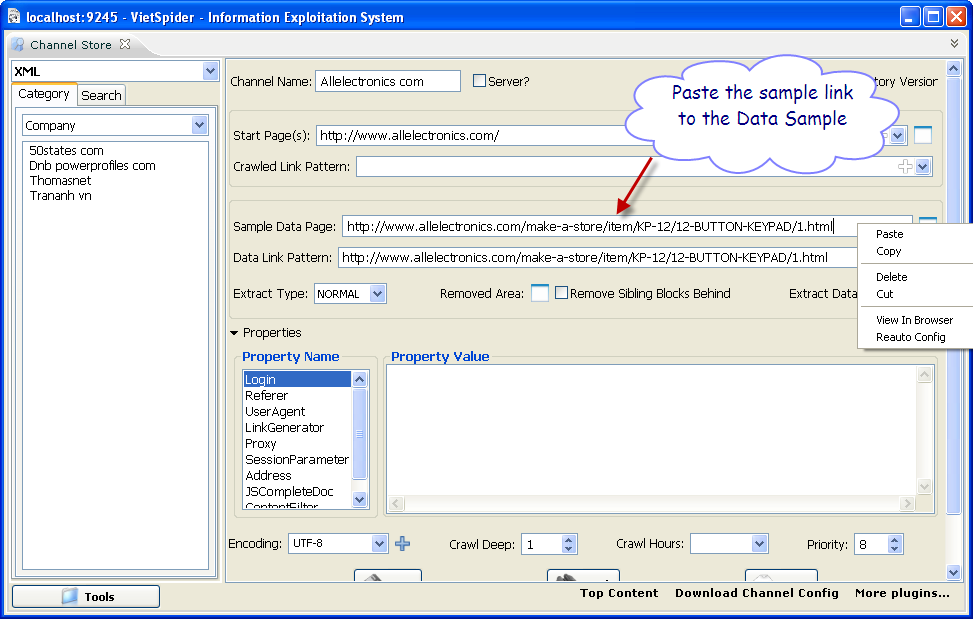 localhost:9245 - VietSpider - Information Exploitation System
Channel Store
XML
Category
Search
Company
50states com
Dnb powerprofiles com
Thomasnet
Trananh vn
Channel Name: Allelectronics com
Server?
Version
Paste the sample link
to the Data Sample
Start Page(s): http://www.allelectronics.com/
Crawled Link Pattern:
Sample Data Page: http://www.allelectronics.com/make-a-store/item/KP-12/12-BUTTON-KEYPAD/1.html
Data Link Pattern: http://www.allelectronics.com/make-a-store/item/KP-12/12-BUTTON-KEYPAD/1.html
Extract Type: NORMAL
Removed Area:
Remove Sibling Blocks Behind
Extract Data
Paste
Copy
Delete
Cut
View In Browser
Reauto Config
Properties
Property Name
Property Value
Login
Referer
UserAgent
LinkGenerator
Proxy
SessionParameter
Address
JSCompleteDoc
ContentFilter
Encoding: UTF-8
Crawl Deep: 1
Crawl Hours:
Priority: 8
Tools
Top Content
Download Channel Config
More plugins...